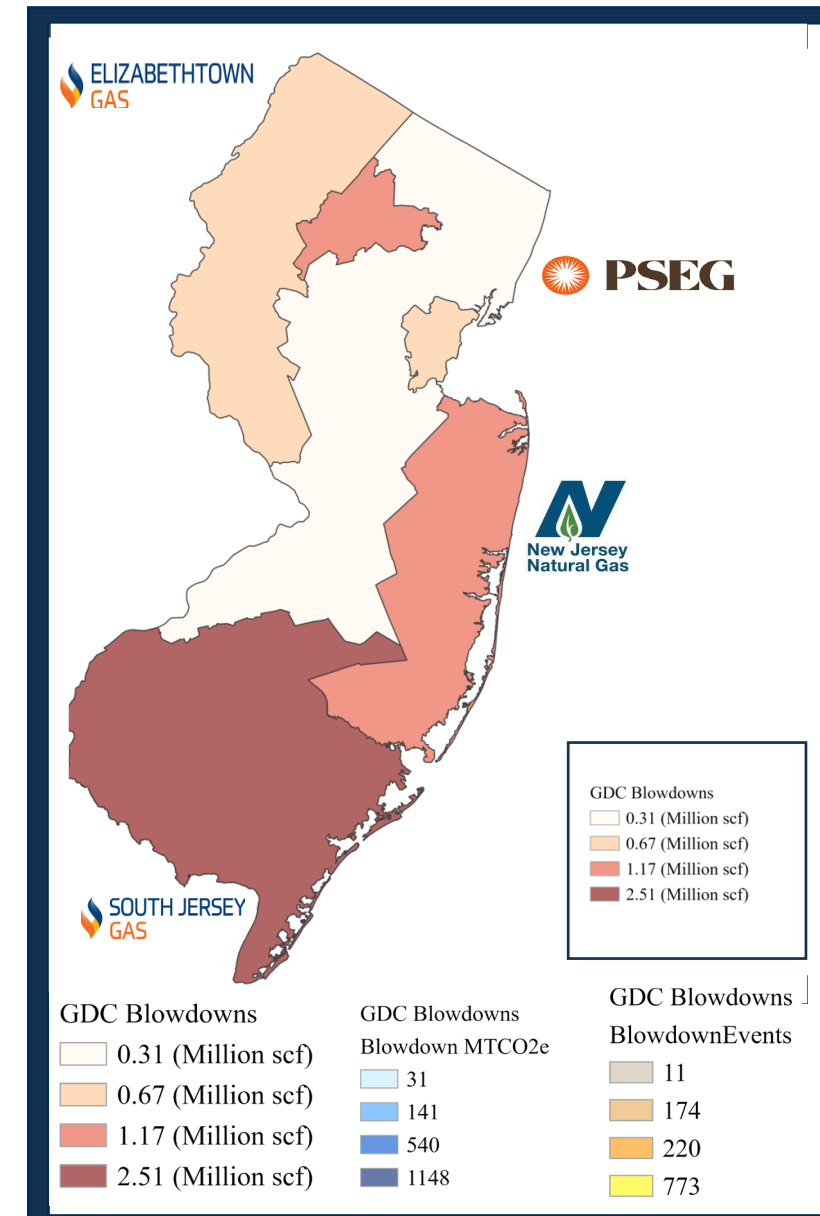 ELIZABETHTOWN
GAS
PSEG
New Jersey
Natural Gas
GDC Blowdowns
0.31 (Million scf)
0.67 (Million scf)
1.17 (Million scf)
2.51 (Million scf)
SOUTH JERSEY
GAS
GDC Blowdowns
0.31 (Million scf)
0.67 (Million scf)
1.17 (Million scf)
2.51 (Million scf)
GDC Blowdowns
Blowdown MTCO2e
31
141
540
1148
GDC Blowdowns
BlowdownEvents
11
174
220
773